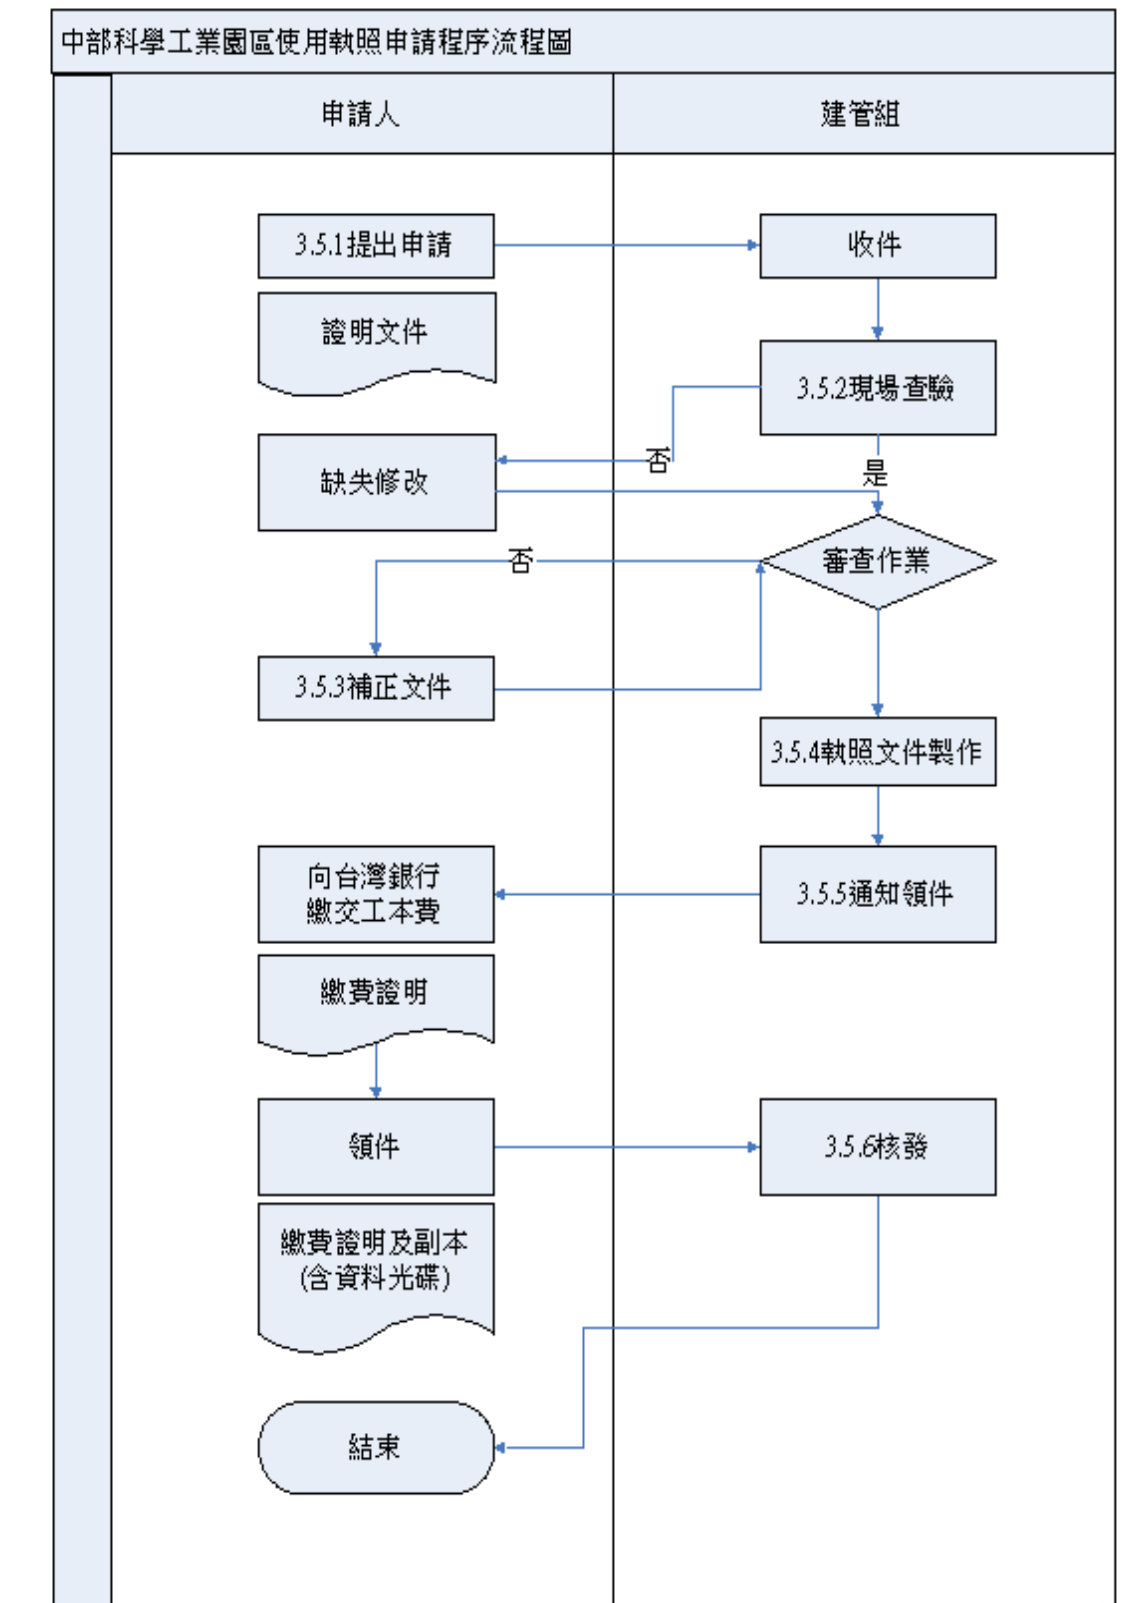 中部科學工業園區使用執照申請程序流程圖
申請人
建管組
3.5.1提出申請
收件
證明文件
3.5.2現場查驗
否
是
缺失修改
審查作業
否
3.5.3補正文件
3.5.4執照文件製作
向台灣銀行
繳交工本費
3.5.5通知領件
繳費證明
領件
3.5.6核發
繳費證明及副本
(含資料光碟)
結束